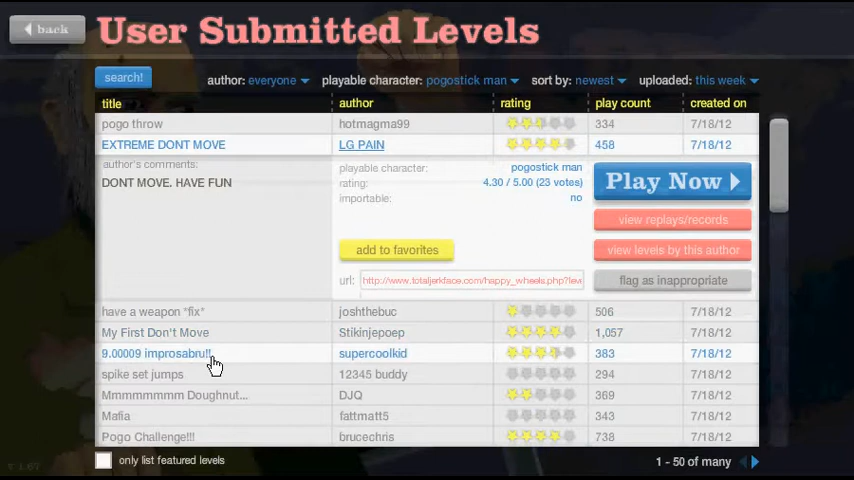 back
User Submitted Levels
search! author: everyone playable character: pogostick man sort by: newest uploaded: this week
title author rating play count created on
pogo throw hotmagma99 334 7/18/12
EXTREME DONT MOVE LG PAIN 458 7/18/12
author's comments:
DONT MOVE. HAVE FUN
playable character: pogostick man
rating: 4.30 / 5.00 (23 votes)
importable: no
add to favorites
url: http://www.totaljerkface.com/happy_wheels.php?lev
Play Now
view replays/records
view levels by this author
flag as inappropriate
have a weapon *fix* joshthebuc 506 7/18/12
My First Don't Move Stikinjepoep 1,057 7/18/12
9.00009 improsabru!! supercoolkid 383 7/18/12
spike set jumps 12345 buddy 294 7/18/12
Mmmmmmmm Doughnut... DJQ 369 7/18/12
Mafia fattmatt5 343 7/18/12
Pogo Challenge!!! brucechris 738 7/18/12
only list featured levels 1 - 50 of many
v 1.67